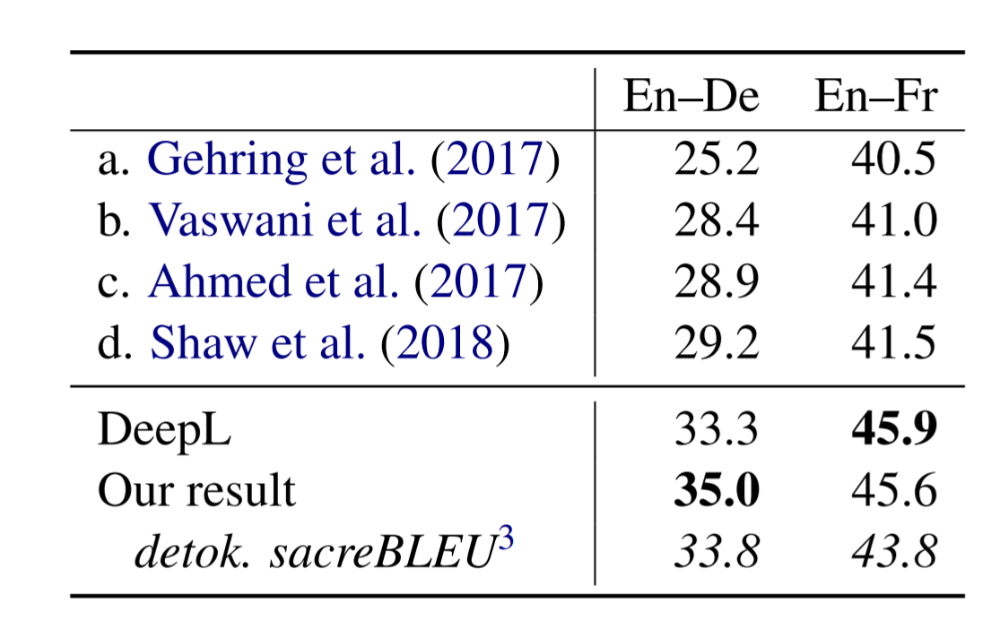 En–De En–Fr
a. Gehring et al. (2017) 25.2 40.5
b. Vaswani et al. (2017) 28.4 41.0
c. Ahmed et al. (2017) 28.9 41.4
d. Shaw et al. (2018) 29.2 41.5
DeepL 33.3 45.9
Our result 35.0 45.6
detok. sacreBLEU3 33.8 43.8